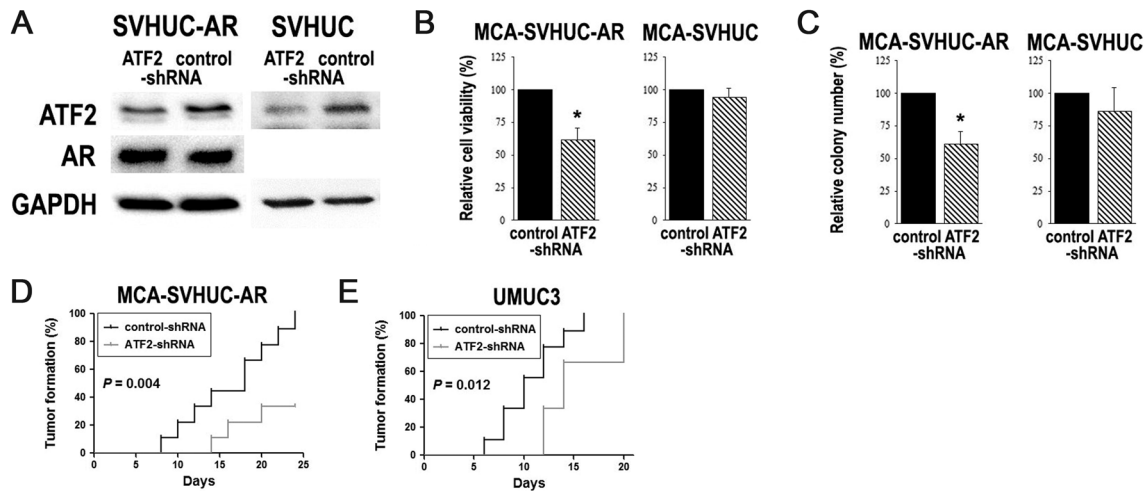 A
SVHUC-AR SVHUC
ATF2 control ATF2 control
-shRNA -shRNA
ATF2
AR
GAPDH
B
MCA-SVHUC-AR MCA-SVHUC
Relative cell viability (%)
125 125
100 100
75 75
50 50
25 25
0 0
*
control ATF2 control ATF2
-shRNA -shRNA
C
MCA-SVHUC-AR MCA-SVHUC
Relative colony number (%)
125 125
100 100
75 75
50 50
25 25
0 0
*
control ATF2 control ATF2
-shRNA -shRNA
D
MCA-SVHUC-AR
Tumor formation (%)
100
80
60
40
20
0
control-shRNA
ATF2-shRNA
P = 0.004
0 5 10 15 20 25
Days
E
UMUC3
Tumor formation (%)
100
80
60
40
20
0
control-shRNA
ATF2-shRNA
P = 0.012
0 5 10 15 20
Days